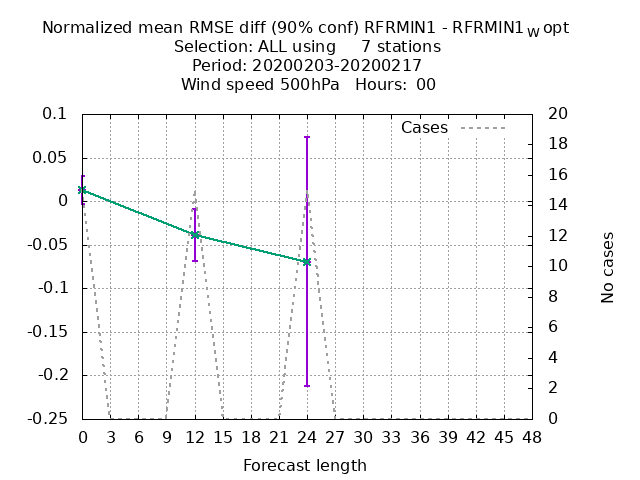 Normalized mean RMSE diff (90% conf) RFRMIN1 - RFRMIN1wopt
Selection: ALL using 7 stations
Period: 20200203-20200217
Wind speed 500hPa Hours: 00
Cases
0.1
0.05
0
-0.05
-0.1
-0.15
-0.2
-0.25
20
18
16
14
12
10
8
6
4
2
0
No cases
0 3 6 9 12 15 18 21 24 27 30 33 36 39 42 45 48
Forecast length